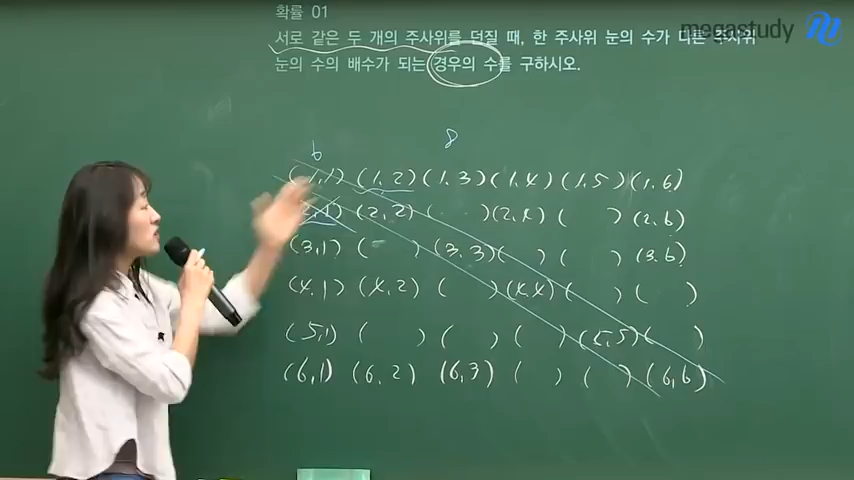 확률 01
서로 같은 두 개의 주사위를 던질 때, 한 주사위 눈의 수가 다른 주사위
megastudy
눈의 수의 배수가 되는 경우의 수를 구하시오.
6 8
(1,1) (1,2) (1,3) (1,4) (1,5) (1,6)
(2,1) (2,2) ( · · ) (2,4) ( ) (2,6)
(3,1) ( ) (3,3) ( ) ( ) (3,6)
(4,1) (4,2) ( ) (4,4) ( ) ( )
(5,1) ( ) ( ) ( ) (5,5) ( )
(6,1) (6,2) (6,3) ( ) ( ) (6,6)